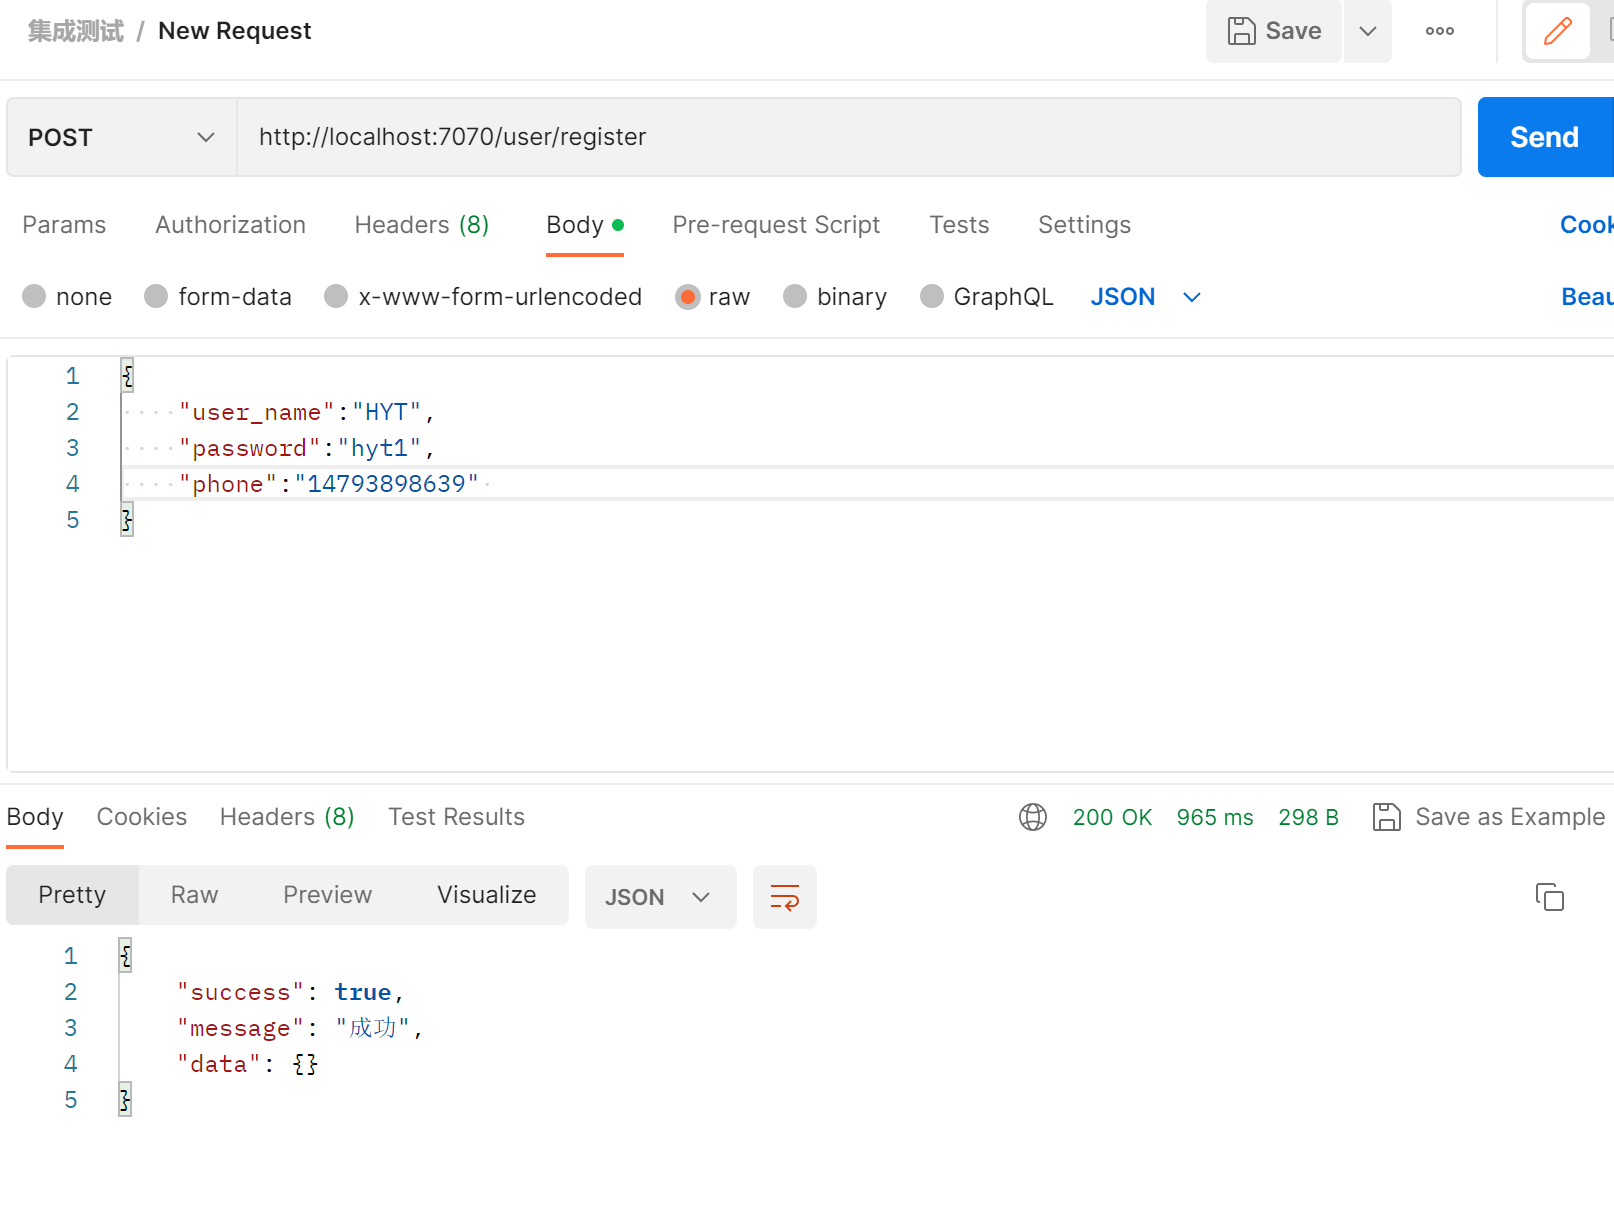 集成测试 / New Request
Save
POST
http://localhost:7070/user/register
Send
Params Authorization Headers (8) Body Pre-request Script Tests Settings
none form-data x-www-form-urlencoded raw binary GraphQL JSON
1 {
2 "user_name":"HYT",
3 "password":"hyt1",
4 "phone":"14793898639"
5 }
Body Cookies Headers (8) Test Results 200 OK 965 ms 298 B Save as Example
Pretty Raw Preview Visualize JSON
1 {
2 "success": true,
3 "message": "成功",
4 "data": {}
5 }